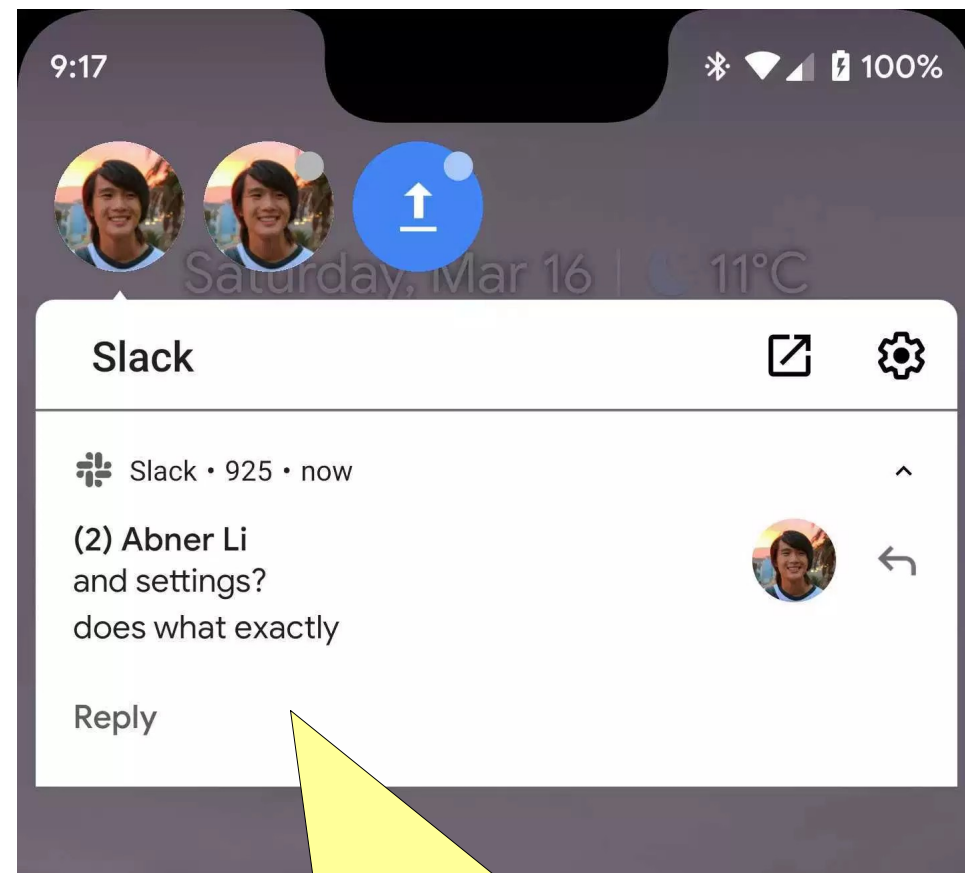 9:17 100%
Saturday, Mar 16 | 11°C
Slack
Slack • 925 • now
(2) Abner Li
and settings?
does what exactly
Reply